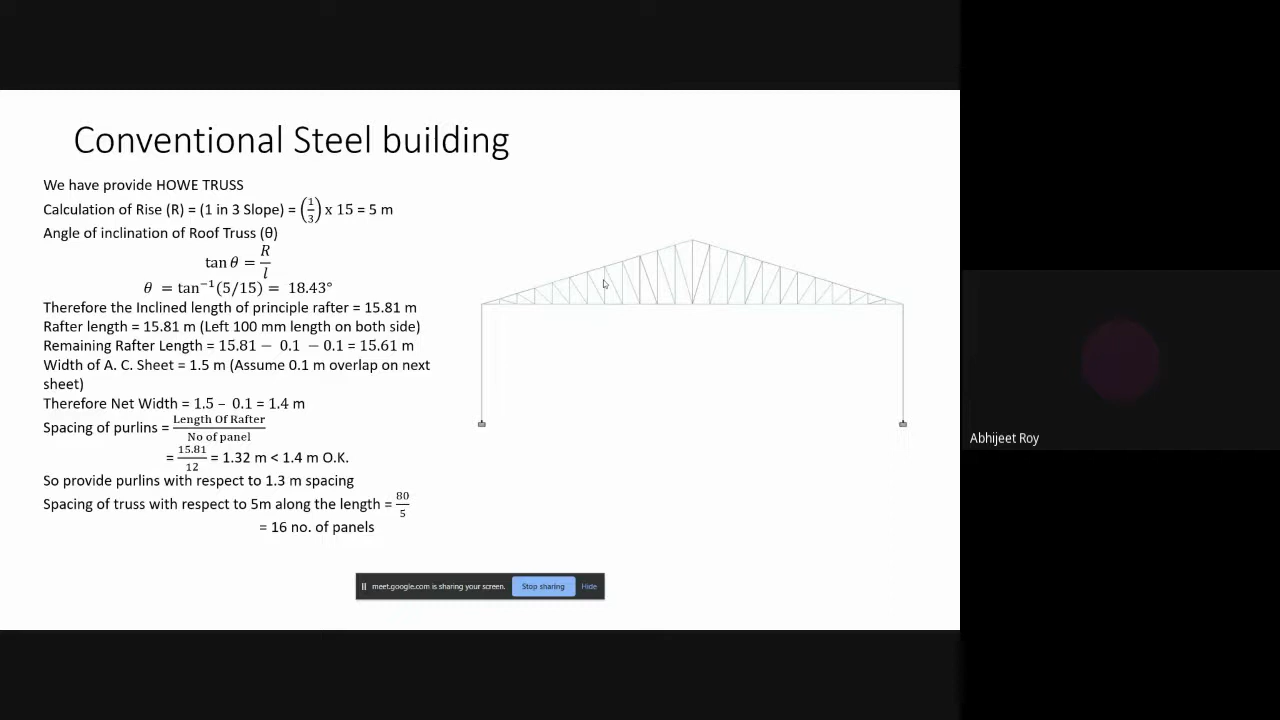 Conventional Steel building
We have provide HOWE TRUSS
Calculation of Rise (R) = (1 in 3 Slope) = (1/3) x 15 = 5 m
Angle of inclination of Roof Truss (θ)
tan θ = R/l
θ = tan⁻¹(5/15) = 18.43°
Therefore the Inclined length of principle rafter = 15.81 m
Rafter length = 15.81 m (Left 100 mm length on both side)
Remaining Rafter Length = 15.81 − 0.1 − 0.1 = 15.61 m
Width of A. C. Sheet = 1.5 m (Assume 0.1 m overlap on next
sheet)
Therefore Net Width = 1.5 – 0.1 = 1.4 m
Spacing of purlins = Length Of Rafter/No of panel
= 15.81/12 = 1.32 m < 1.4 m O.K.
So provide purlins with respect to 1.3 m spacing
Spacing of truss with respect to 5m along the length = 80/5
= 16 no. of panels
meet.google.com is sharing your screen. Stop sharing Hide
Abhijeet Roy